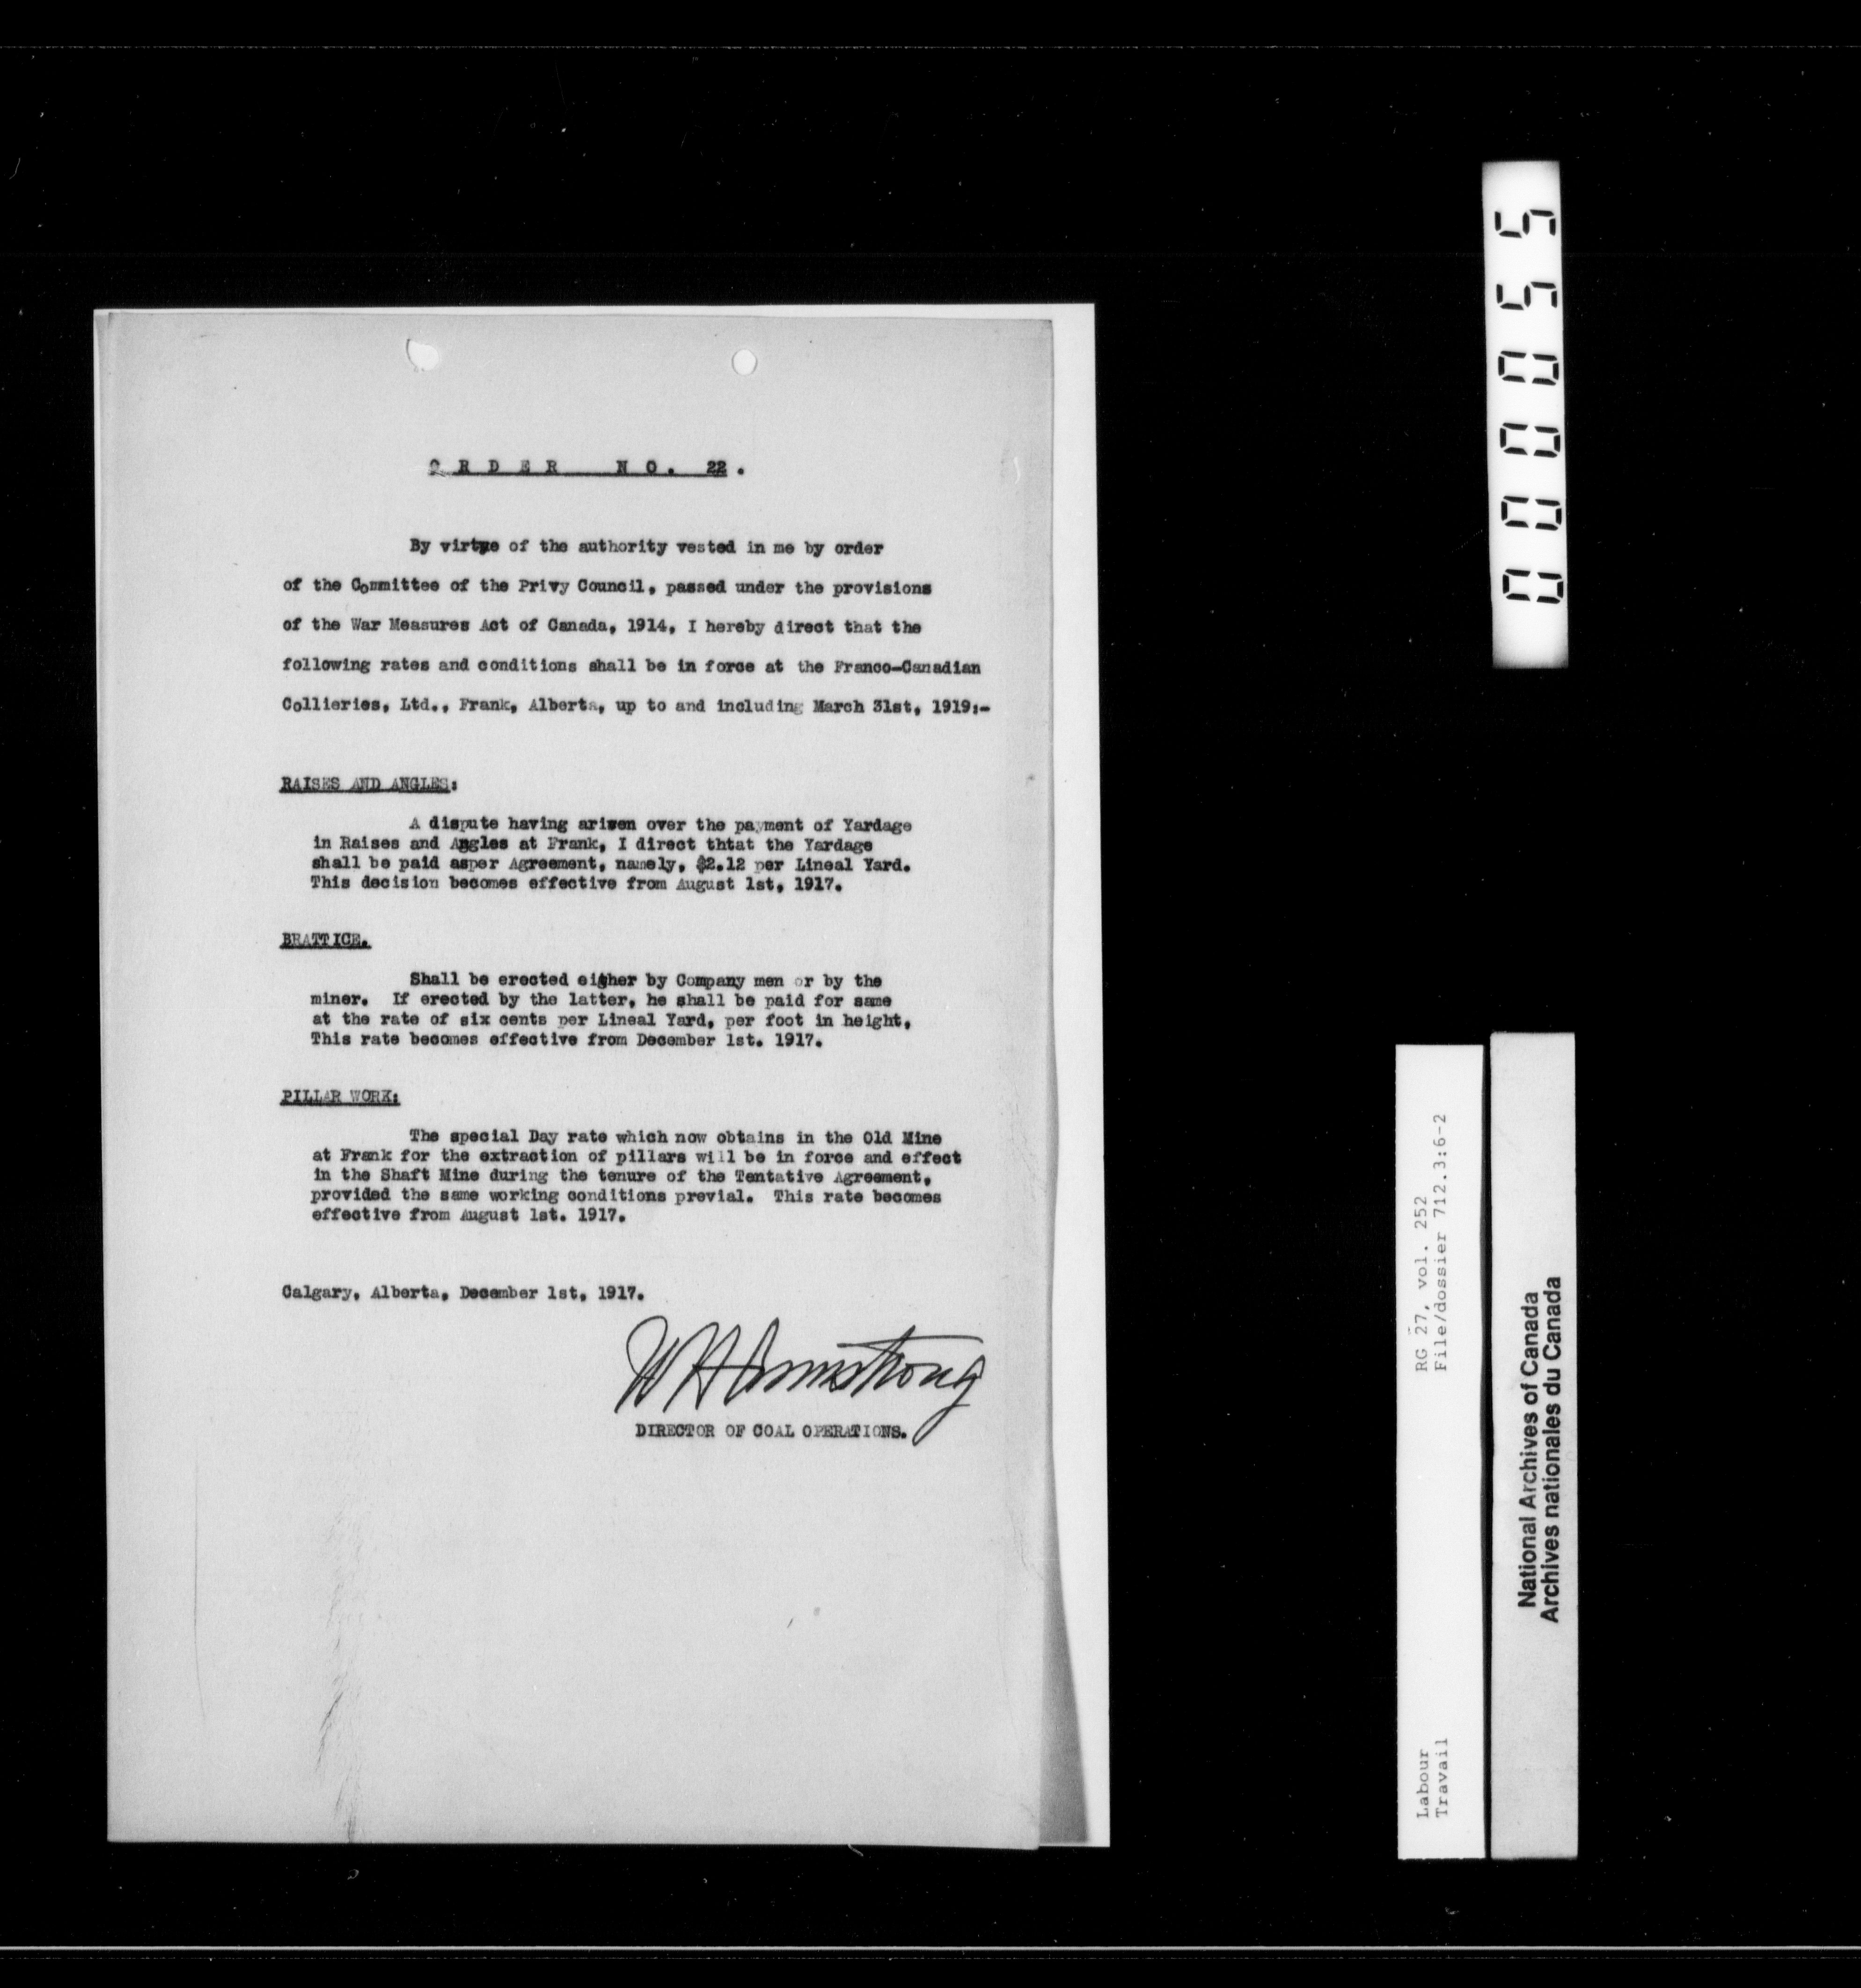 ORDER NO. 22.
By virtue of the authority vested in me by order
of the Committee of the Privy Council, passed under the provisions
of the War Measures Act of Canada, 1914, I hereby direct that the
following rates and conditions shall be in force at the Franco-Canadian
Collieries, Ltd., Frank, Alberta, up to and including March 31st, 1919:-
RAISES AND ANGLES:
A dispute having arisen over the payment of Yardage
in Raises and Angles at Frank, I direct thtat the Yardage
shall be paid asper Agreement, namely, $2.12 per Lineal Yard.
This decision becomes effective from August 1st, 1917.
BRATTICE.
Shall be erected either by Company men or by the
miner. If erected by the latter, he shall be paid for same
at the rate of six cents per Lineal Yard, per foot in height,
This rate becomes effective from December 1st. 1917.
PILLAR WORK:
The special Day rate which now obtains in the Old Mine
at Frank for the extraction of pillars will be in force and effect
in the Shaft Mine during the tenure of the Tentative Agreement,
provided the same working conditions previal. This rate becomes
effective from August 1st. 1917.
Calgary, Alberta, December 1st, 1917.
W H Armstrong
DIRECTOR OF COAL OPERATIONS.
000055
Labour
Travail
RG 27, vol. 252
File/dossier 712.3:6-2
National Archives of Canada
Archives nationales du Canada